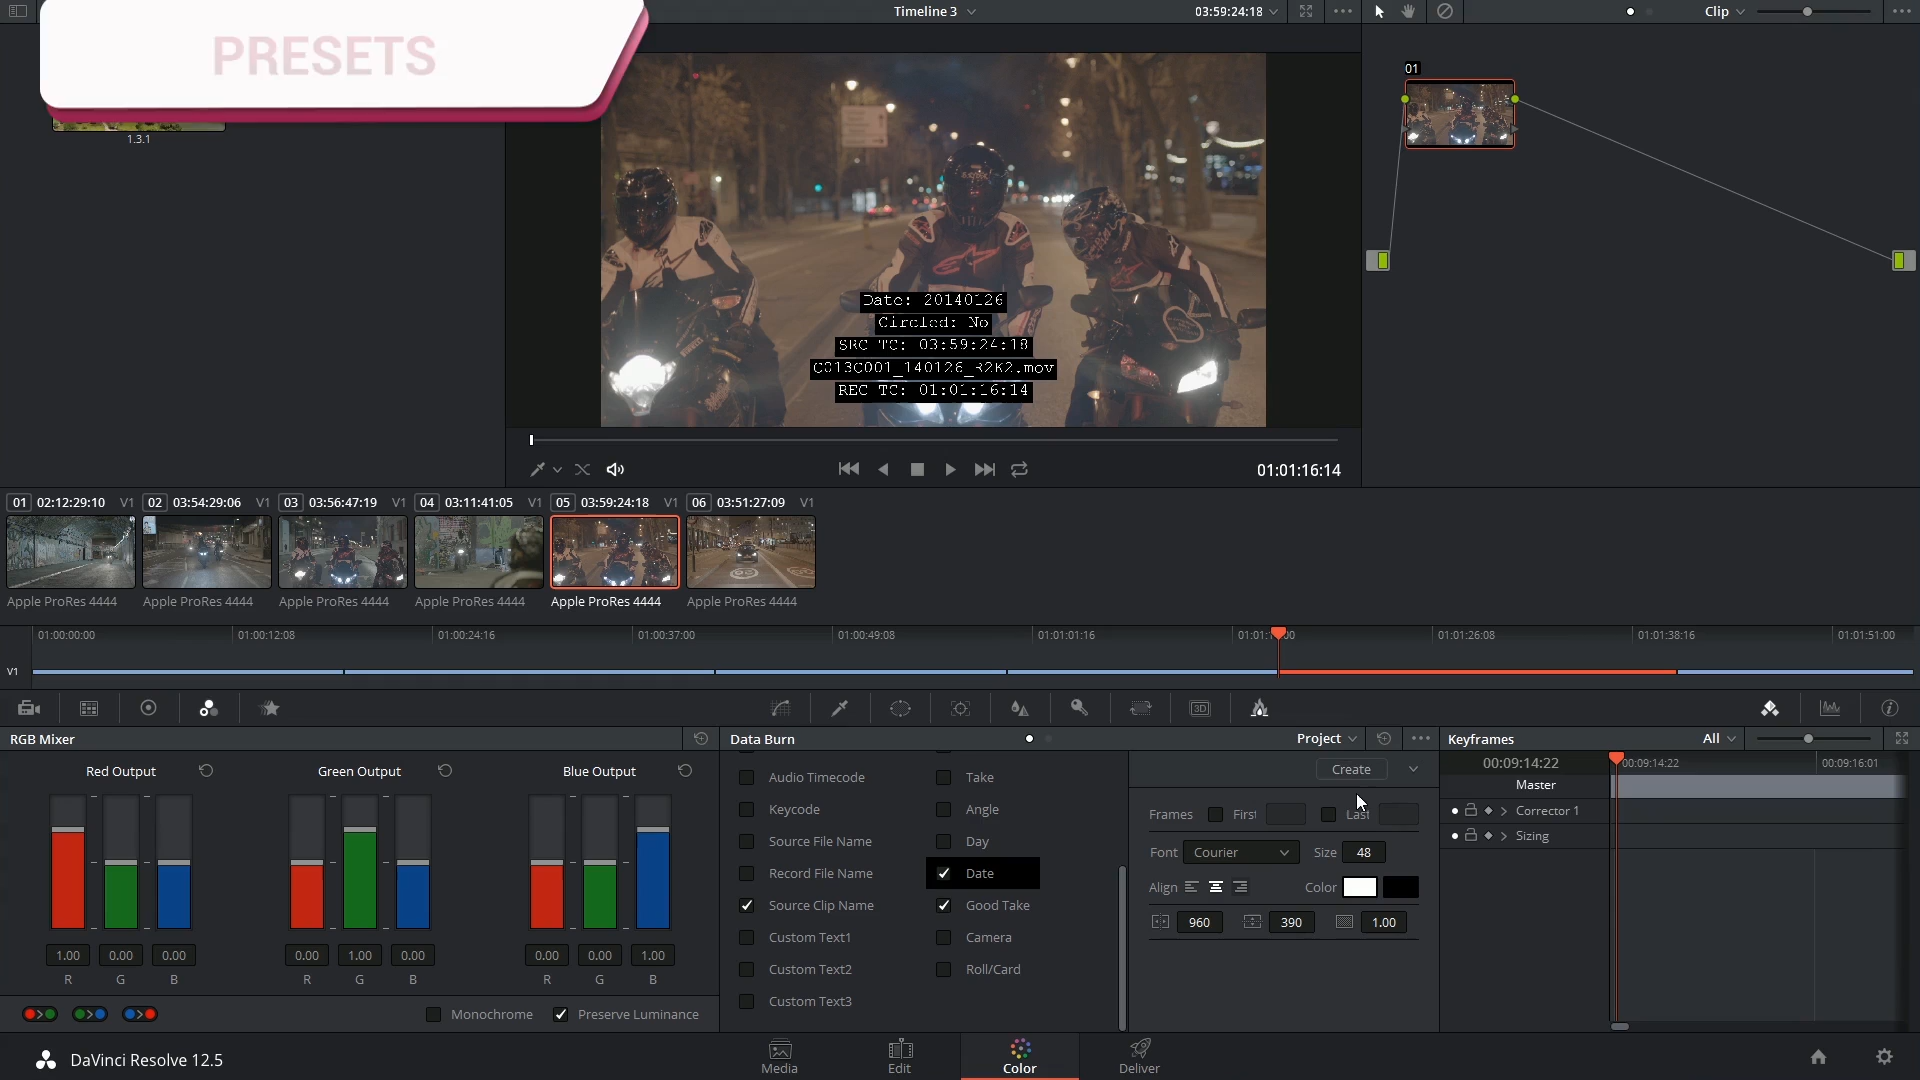 PRESETS
Timeline 3
03:59:24:18
Clip
1.3.1
01
Date: 20140126
Circled: No
SRC TC: 03:59:24:18
C013C001_140126_R2K2.mov
REC TC: 01:01:16:14
01:01:16:14
01 02:12:29:10 V1 02 03:54:29:06 V1 03 03:56:47:19 V1 04 03:11:41:05 V1 05 03:59:24:18 V1 06 03:51:27:09 V1
Apple ProRes 4444 Apple ProRes 4444 Apple ProRes 4444 Apple ProRes 4444 Apple ProRes 4444 Apple ProRes 4444
01:00:00:00 01:00:12:08 01:00:24:16 01:00:37:00 01:00:49:08 01:01:01:16 01:01:26:08 01:01:38:16 01:01:51:00
V1
3D
RGB Mixer
Red Output Green Output Blue Output
1.00 0.00 0.00 0.00 1.00 0.00 0.00 0.00 1.00
R G B R G B R G B
Monochrome Preserve Luminance
Data Burn
Project
Audio Timecode Take
Keycode Angle
Source File Name Day
Record File Name Date
Source Clip Name Good Take
Custom Text1 Camera
Custom Text2 Roll/Card
Custom Text3
Create
Frames First Last
Font Courier Size 48
Align Color
960 390 1.00
Keyframes
All
00:09:14:22 00:09:14:22 00:09:16:01
Master
Corrector 1
Sizing
DaVinci Resolve 12.5
Media Edit Color Deliver